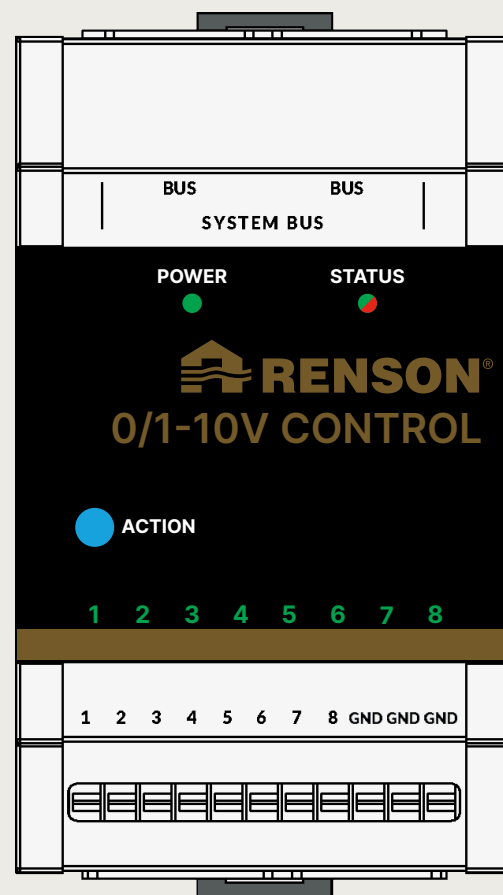 BUS BUS
SYSTEM BUS
POWER STATUS
RENSON®
0/1-10V CONTROL
ACTION
1 2 3 4 5 6 7 8
1 2 3 4 5 6 7 8 GND GND GND